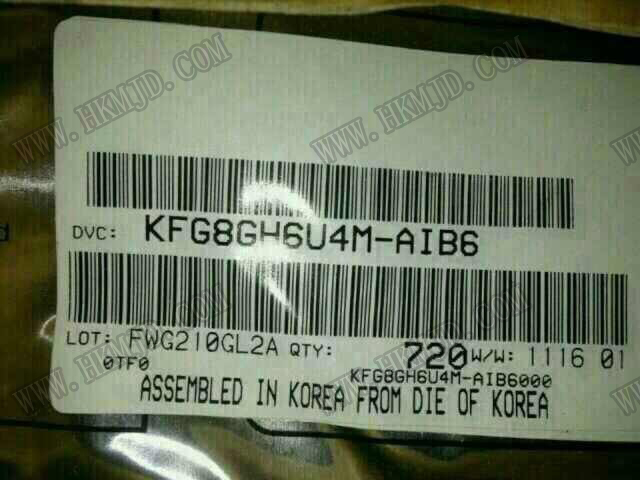 WWW.HKMJD.COM
WWW.HKMJD.COM
WWW.HKMJD.COM
DVC: KFG8GH6U4M-AIB6
LOT: FWG210GL2A QTY: 720 W/W: 1116 01
0TF0
KFG8GH6U4M-AIB6000
ASSEMBLED IN KOREA FROM DIE OF KOREA
WWW.HKMJD.COM
WWW.HKMJD.COM